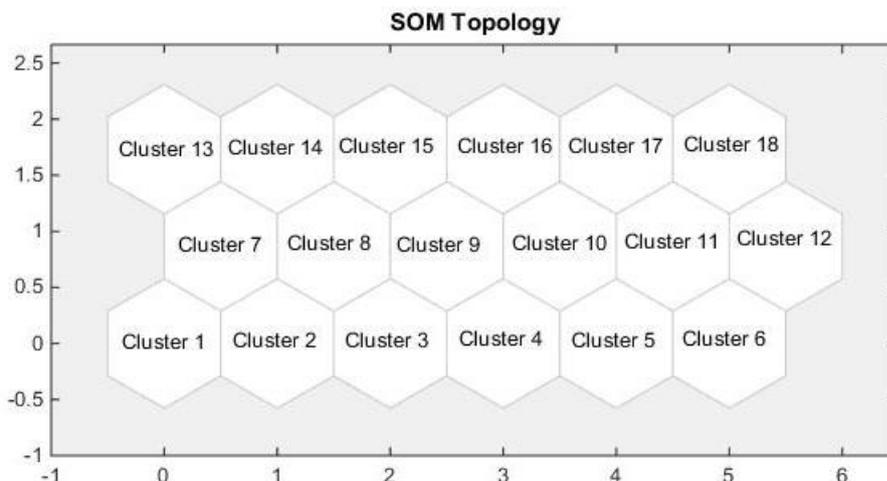 SOM Topology
2.5
2
Cluster 13 Cluster 14 Cluster 15 Cluster 16 Cluster 17 Cluster 18
1.5
1
Cluster 7 Cluster 8 Cluster 9 Cluster 10 Cluster 11 Cluster 12
0.5
0
Cluster 1 Cluster 2 Cluster 3 Cluster 4 Cluster 5 Cluster 6
-0.5
-1
-1 0 1 2 3 4 5 6